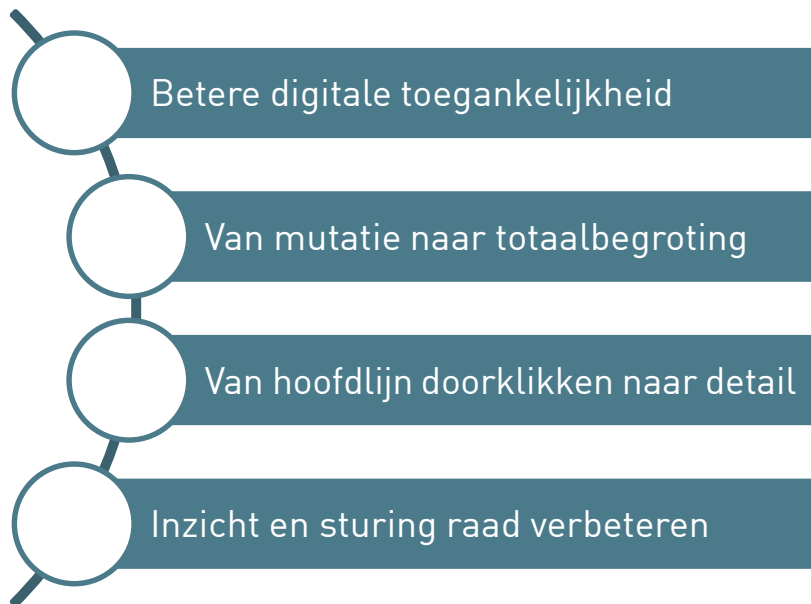 Betere digitale toegankelijkheid
Van mutatie naar totaalbegroting
Van hoofdlijn doorklikken naar detail
Inzicht en sturing raad verbeteren